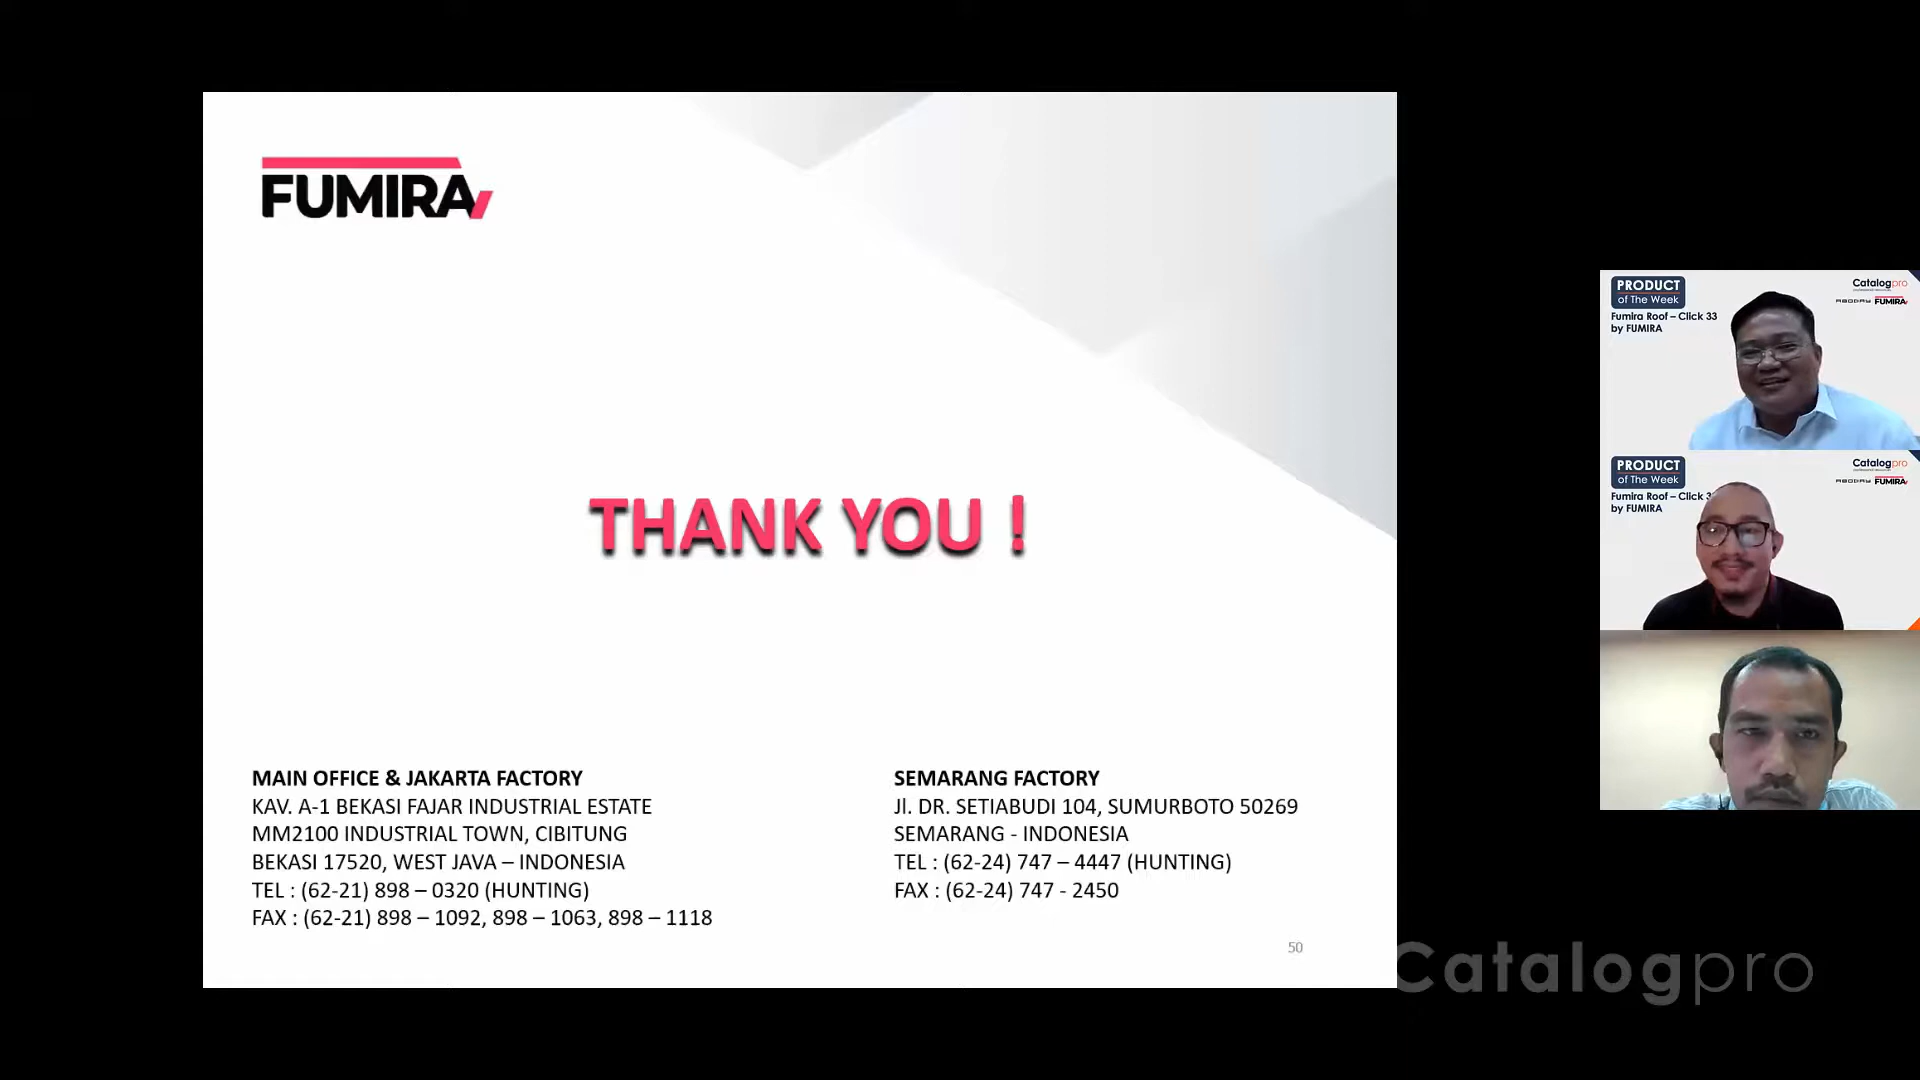 FUMIRA
THANK YOU !
MAIN OFFICE & JAKARTA FACTORY
KAV. A-1 BEKASI FAJAR INDUSTRIAL ESTATE
MM2100 INDUSTRIAL TOWN, CIBITUNG
BEKASI 17520, WEST JAVA – INDONESIA
TEL : (62-21) 898 – 0320 (HUNTING)
FAX : (62-21) 898 – 1092, 898 – 1063, 898 – 1118
SEMARANG FACTORY
Jl. DR. SETIABUDI 104, SUMURBOTO 50269
SEMARANG - INDONESIA
TEL : (62-24) 747 – 4447 (HUNTING)
FAX : (62-24) 747 - 2450
50
PRODUCT
of The Week
Fumira Roof – Click 33
by FUMIRA
Catalogpro
FUMIRA
PRODUCT
of The Week
Fumira Roof – Click
by FUMIRA
Catalogpro
FUMIRA
Catalogpro